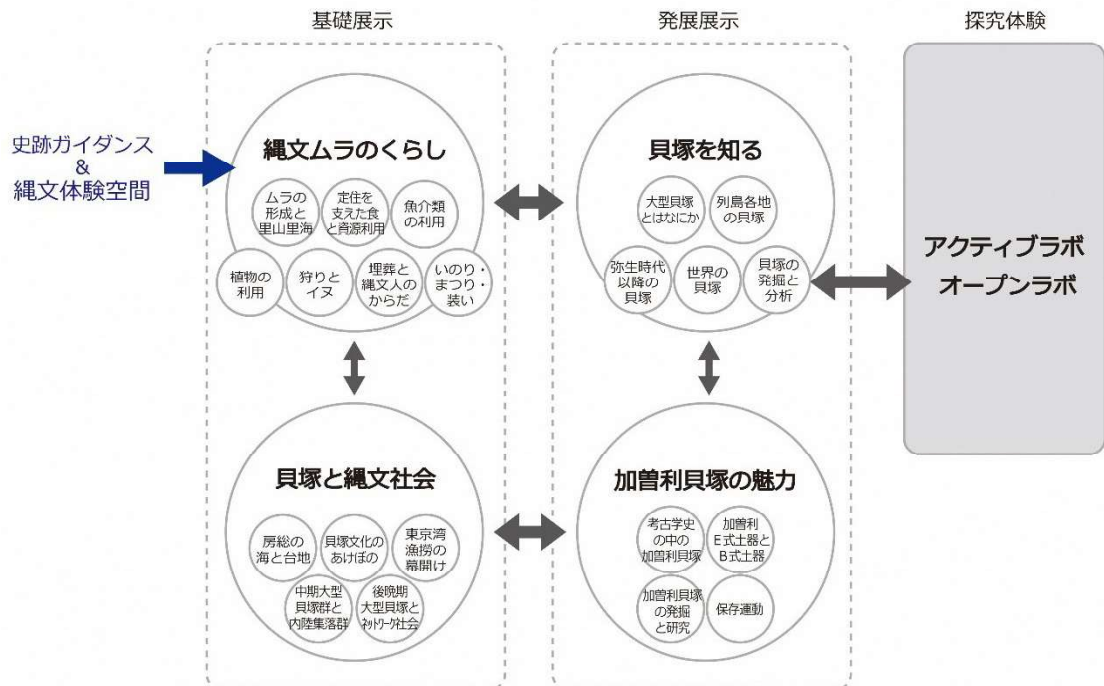 基礎展示
発展展示
探究体験
史跡ガイダンス
&
縄文体験空間
縄文ムラのくらし
ムラの
形成と
里山里海
定住を
支えた食
と資源利用
魚介類
の利用
植物の
利用
狩りと
イヌ
埋葬と
縄文人の
からだ
いのり・
まつり・
装い
貝塚を知る
大型貝塚
とはなにか
列島各地
の貝塚
弥生時代
以降の
貝塚
世界の
貝塚
貝塚の
発掘と
分析
アクティブラボ
オープンラボ
貝塚と縄文社会
房総の
海と台地
貝塚文化の
あけぼの
東京湾
漁撈の
幕開け
中期大型
貝塚群と
内陸集落群
後晩期
大型貝塚と
ネットワーク社会
加曽利貝塚の魅力
考古学史
の中の
加曽利貝塚
加曽利
E式土器と
B式土器
加曽利貝塚
の発掘
と研究
保存運動